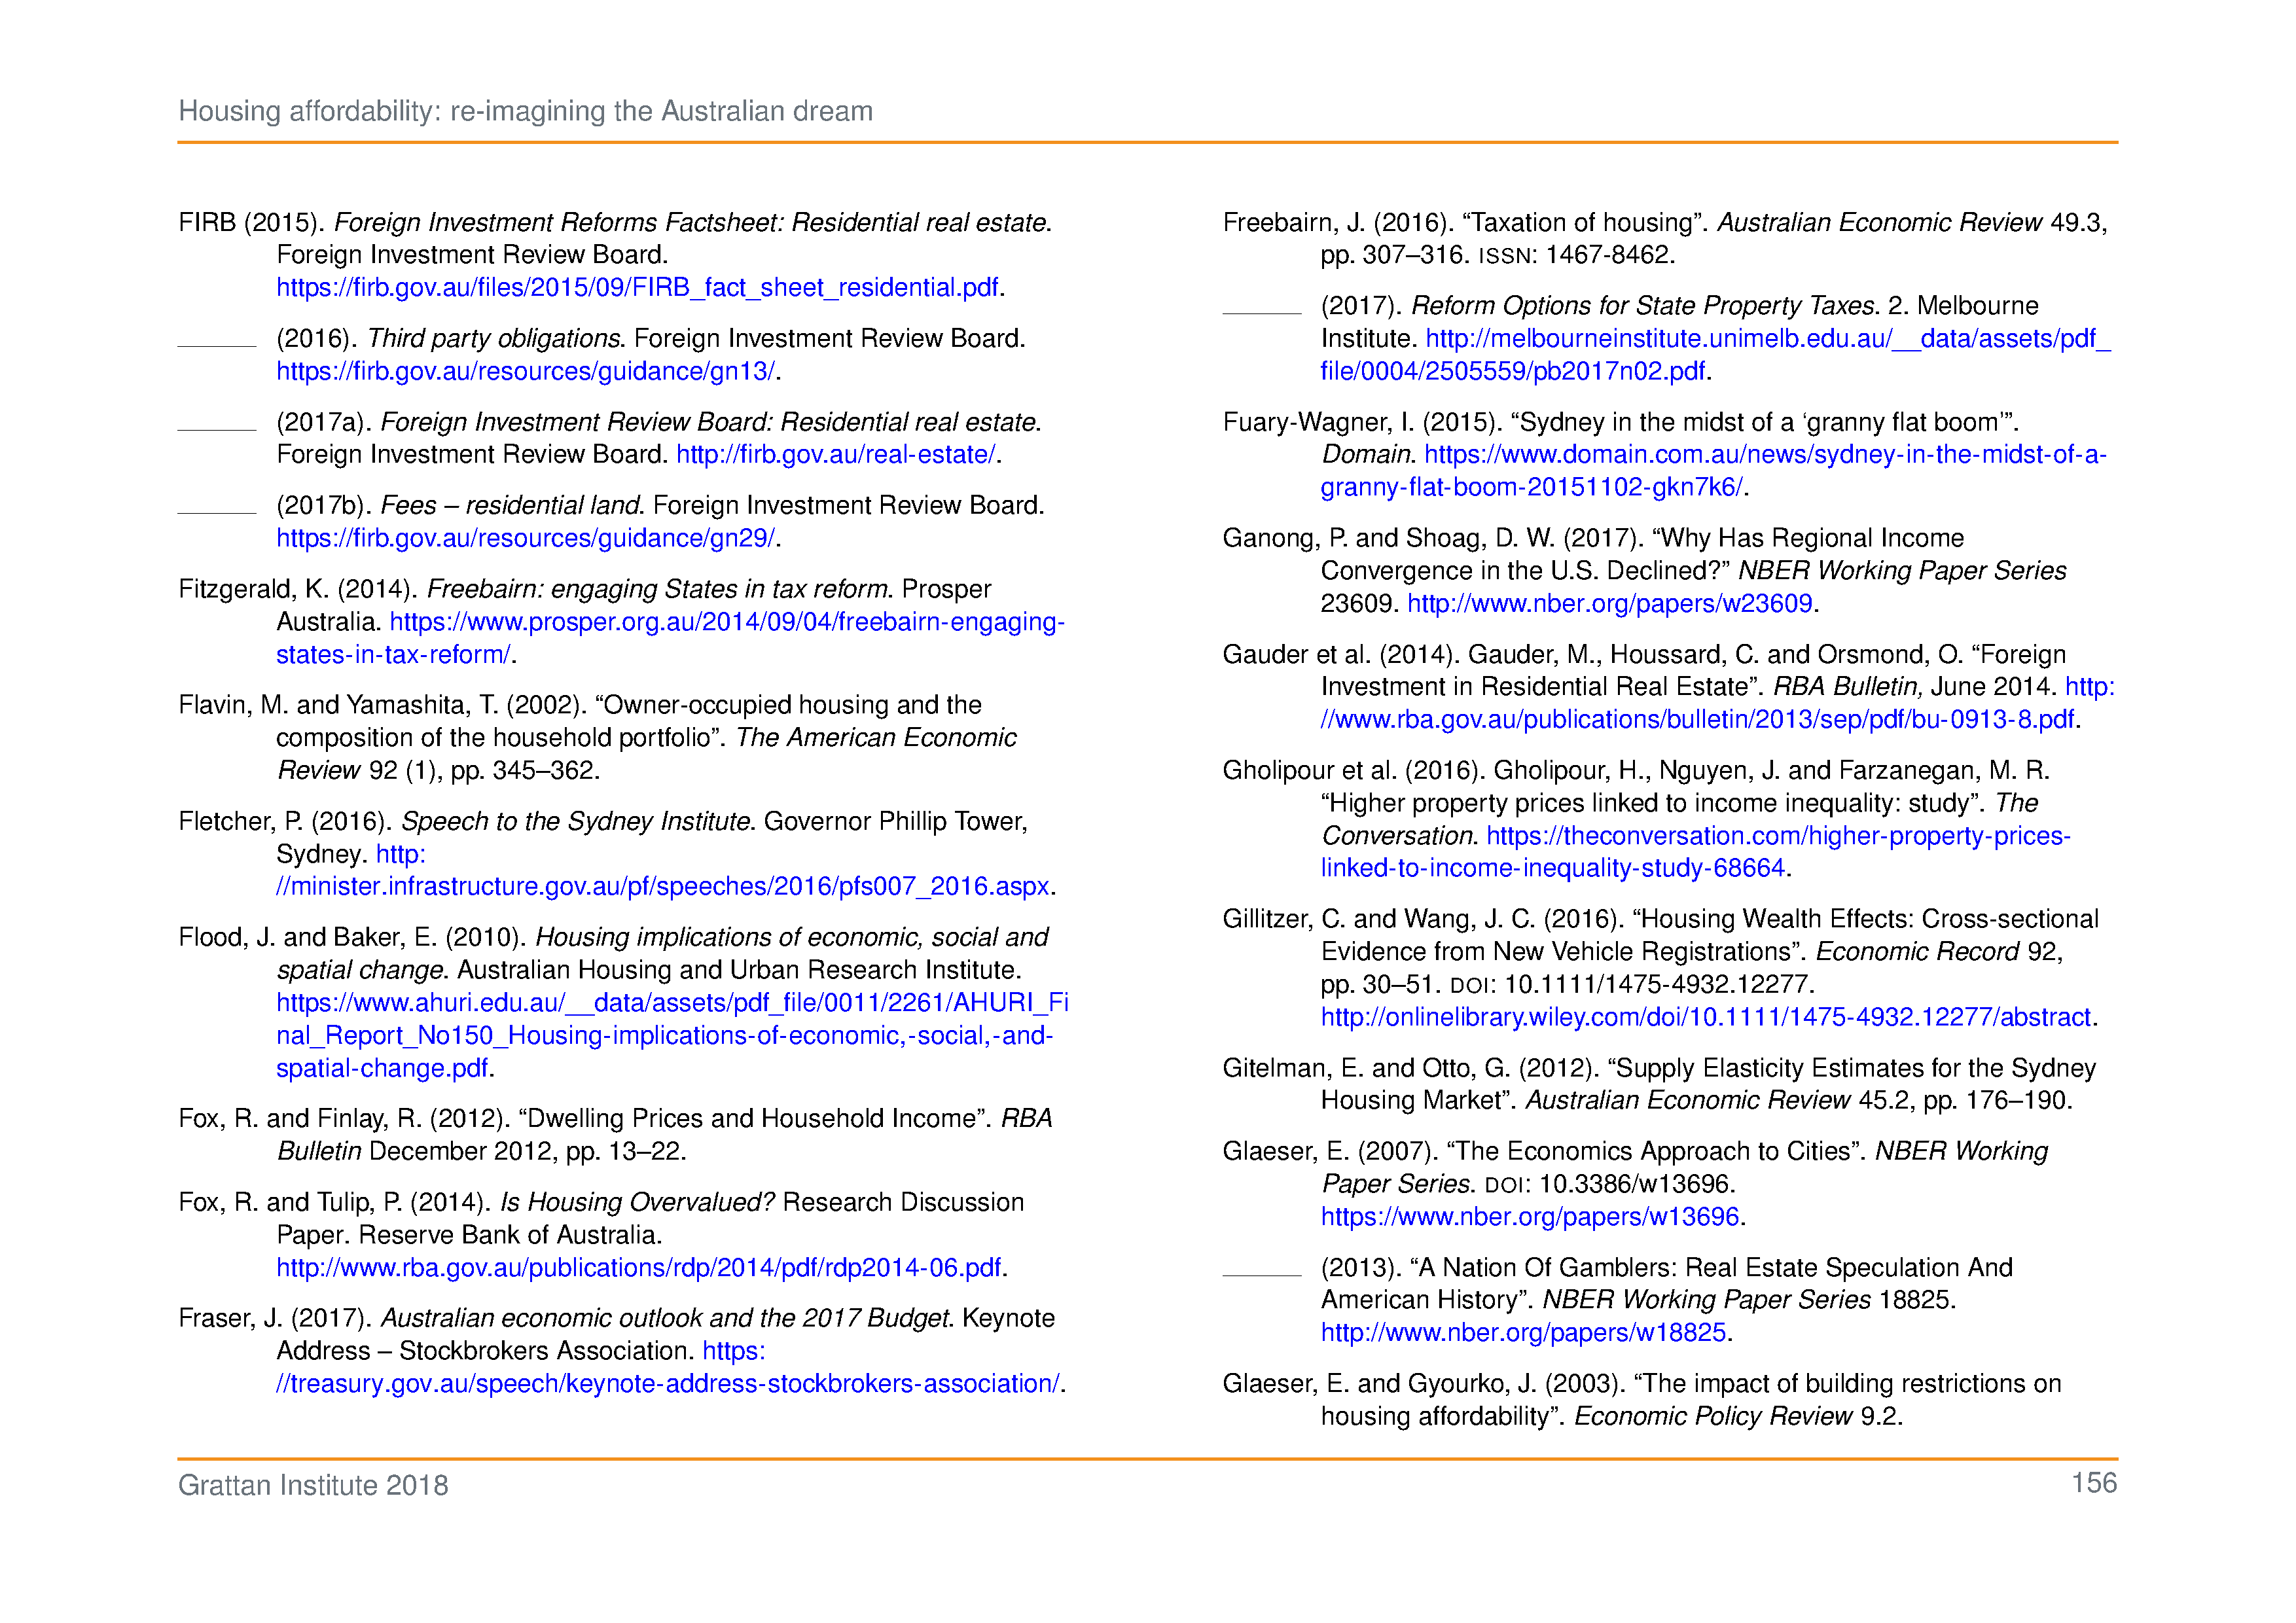 Housing affordability: re-imagining the Australian dream
FIRB (2015). Foreign Investment Reforms Factsheet: Residential real estate.
Foreign Investment Review Board.
https://firb.gov.au/files/2015/09/FIRB_fact_sheet_residential.pdf.
(2016). Third party obligations. Foreign Investment Review Board.
https://firb.gov.au/resources/guidance/gn13/.
(2017a). Foreign Investment Review Board: Residential real estate.
Foreign Investment Review Board. http://firb.gov.au/real-estate/.
(2017b). Fees – residential land. Foreign Investment Review Board.
https://firb.gov.au/resources/guidance/gn29/.
Fitzgerald, K. (2014). Freebairn: engaging States in tax reform. Prosper
Australia. https://www.prosper.org.au/2014/09/04/freebairn-engaging-
states-in-tax-reform/.
Flavin, M. and Yamashita, T. (2002). “Owner-occupied housing and the
composition of the household portfolio”. The American Economic
Review 92 (1), pp. 345–362.
Fletcher, P. (2016). Speech to the Sydney Institute. Governor Phillip Tower,
Sydney. http:
//minister.infrastructure.gov.au/pf/speeches/2016/pfs007_2016.aspx.
Flood, J. and Baker, E. (2010). Housing implications of economic, social and
spatial change. Australian Housing and Urban Research Institute.
https://www.ahuri.edu.au/__data/assets/pdf_file/0011/2261/AHURI_Fi
nal_Report_No150_Housing-implications-of-economic,-social,-and-
spatial-change.pdf.
Fox, R. and Finlay, R. (2012). “Dwelling Prices and Household Income”. RBA
Bulletin December 2012, pp. 13–22.
Fox, R. and Tulip, P. (2014). Is Housing Overvalued? Research Discussion
Paper. Reserve Bank of Australia.
http://www.rba.gov.au/publications/rdp/2014/pdf/rdp2014-06.pdf.
Fraser, J. (2017). Australian economic outlook and the 2017 Budget. Keynote
Address – Stockbrokers Association. https:
//treasury.gov.au/speech/keynote-address-stockbrokers-association/.
Freebairn, J. (2016). “Taxation of housing”. Australian Economic Review 49.3,
pp. 307–316. ISSN: 1467-8462.
(2017). Reform Options for State Property Taxes. 2. Melbourne
Institute. http://melbourneinstitute.unimelb.edu.au/__data/assets/pdf_
file/0004/2505559/pb2017n02.pdf.
Fuary-Wagner, I. (2015). “Sydney in the midst of a ‘granny flat boom’”.
Domain. https://www.domain.com.au/news/sydney-in-the-midst-of-a-
granny-flat-boom-20151102-gkn7k6/.
Ganong, P. and Shoag, D. W. (2017). “Why Has Regional Income
Convergence in the U.S. Declined?” NBER Working Paper Series
23609. http://www.nber.org/papers/w23609.
Gauder et al. (2014). Gauder, M., Houssard, C. and Orsmond, O. “Foreign
Investment in Residential Real Estate”. RBA Bulletin, June 2014. http:
//www.rba.gov.au/publications/bulletin/2013/sep/pdf/bu-0913-8.pdf.
Gholipour et al. (2016). Gholipour, H., Nguyen, J. and Farzanegan, M. R.
“Higher property prices linked to income inequality: study”. The
Conversation. https://theconversation.com/higher-property-prices-
linked-to-income-inequality-study-68664.
Gillitzer, C. and Wang, J. C. (2016). “Housing Wealth Effects: Cross-sectional
Evidence from New Vehicle Registrations”. Economic Record 92,
pp. 30–51. DOI: 10.1111/1475-4932.12277.
http://onlinelibrary.wiley.com/doi/10.1111/1475-4932.12277/abstract.
Gitelman, E. and Otto, G. (2012). “Supply Elasticity Estimates for the Sydney
Housing Market”. Australian Economic Review 45.2, pp. 176–190.
Glaeser, E. (2007). “The Economics Approach to Cities”. NBER Working
Paper Series. DOI: 10.3386/w13696.
https://www.nber.org/papers/w13696.
(2013). “A Nation Of Gamblers: Real Estate Speculation And
American History”. NBER Working Paper Series 18825.
http://www.nber.org/papers/w18825.
Glaeser, E. and Gyourko, J. (2003). “The impact of building restrictions on
housing affordability”. Economic Policy Review 9.2.
Grattan Institute 2018
156